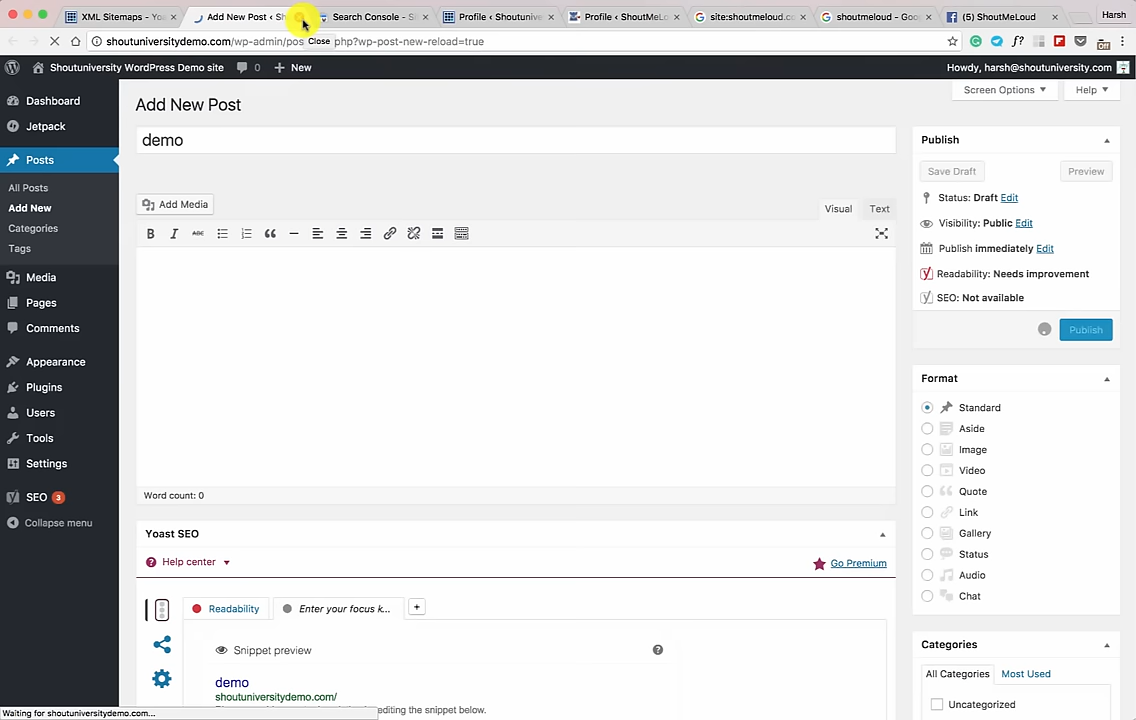 XML Sitemaps - Yoa
Add New Post ‹ Sh
Search Console - Si
Profile ‹ Shoutunive
Profile ‹ ShoutMeLo
site:shoutmeloud.c
shoutmeloud - Goo
(5) ShoutMeLoud
Harsh
shoutuniversitydemo.com/wp-admin/pos
Close
php?wp-post-new-reload=true
Off
Shoutuniversity WordPress Demo site
0
New
Howdy, harsh@shoutuniversity.com
Dashboard
Jetpack
Posts
All Posts
Add New
Categories
Tags
Media
Pages
Comments
Appearance
Plugins
Users
Tools
Settings
SEO 3
Collapse menu
Add New Post
Screen Options
Help
demo
Add Media
Visual
Text
B I ABC
Word count: 0
Yoast SEO
Help center
Go Premium
Readability
Enter your focus k...
+
Snippet preview
demo
shoutuniversitydemo.com/
editing the snippet below.
Publish
Save Draft
Preview
Status: Draft Edit
Visibility: Public Edit
Publish immediately Edit
Readability: Needs improvement
SEO: Not available
Publish
Format
Standard
Aside
Image
Video
Quote
Link
Gallery
Status
Audio
Chat
Categories
All Categories
Most Used
Uncategorized
Waiting for shoutuniversitydemo.com...